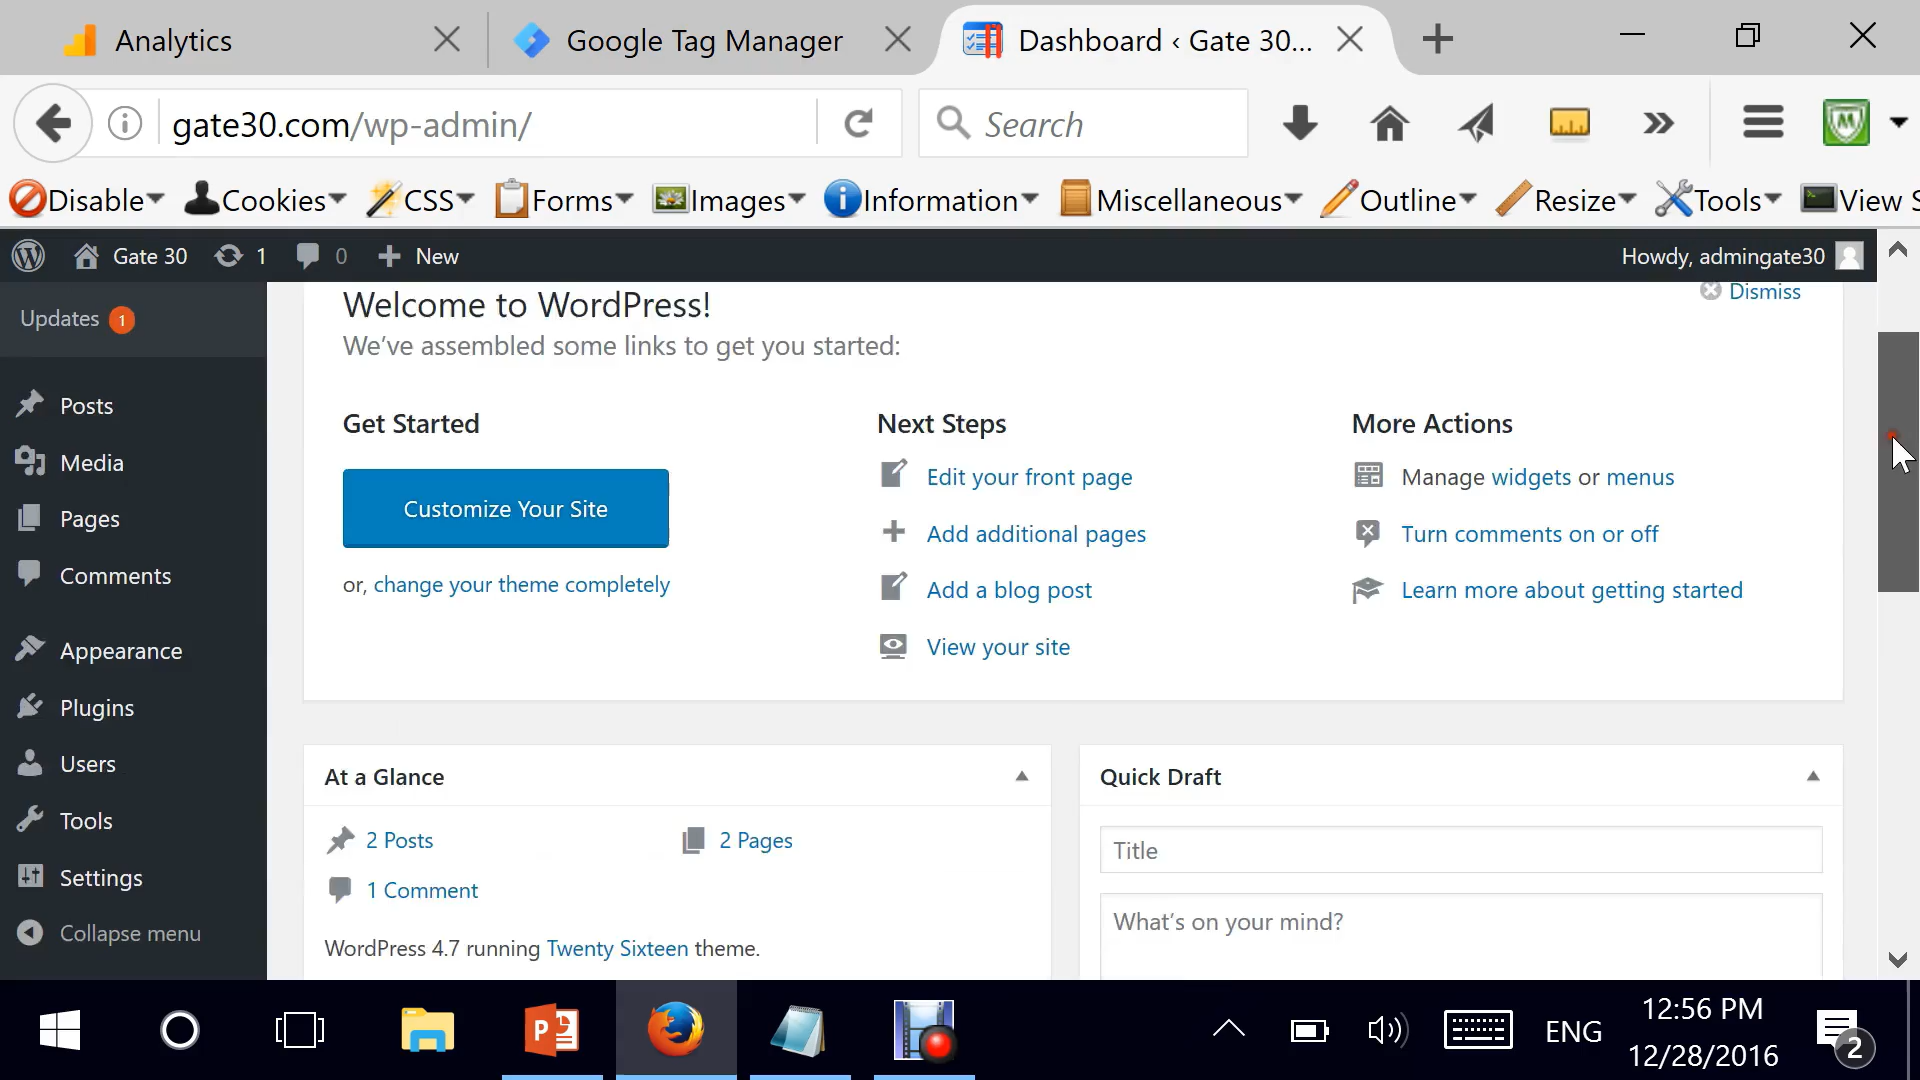 Analytics
Google Tag Manager
Dashboard ‹ Gate 30...
gate30.com/wp-admin/
Search
Disable
Cookies
CSS
Forms
Images
Information
Miscellaneous
Outline
Resize
Tools
View S
Gate 30
1
0
New
Howdy, admingate30
Updates 1
Posts
Media
Pages
Comments
Appearance
Plugins
Users
Tools
Settings
Collapse menu
Welcome to WordPress!
Dismiss
We've assembled some links to get you started:
Get Started
Customize Your Site
or, change your theme completely
Next Steps
Edit your front page
Add additional pages
Add a blog post
View your site
More Actions
Manage widgets or menus
Turn comments on or off
Learn more about getting started
At a Glance
2 Posts
2 Pages
1 Comment
WordPress 4.7 running Twenty Sixteen theme.
Quick Draft
Title
What's on your mind?
ENG
12:56 PM
12/28/2016
2